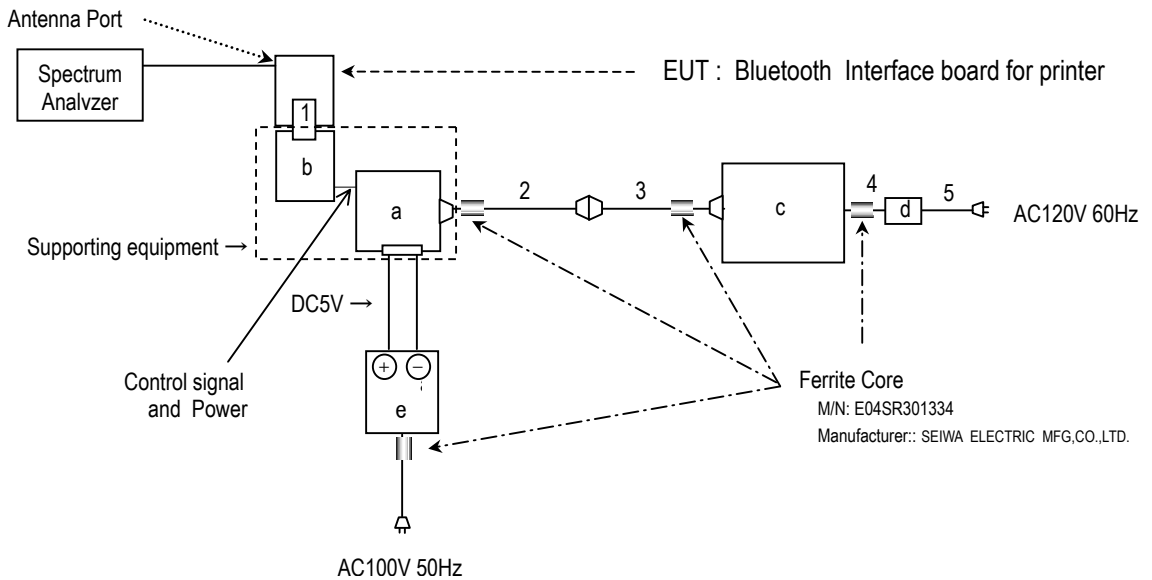 Antenna Port
Spectrum
Analvzer
EUT : Bluetooth Interface board for printer
1
b
a
2
3
c
4
d
5
AC120V 60Hz
Supporting equipment →
DC5V →
+ −
e
Control signal
and Power
Ferrite Core
M/N: E04SR301334
Manufacturer:: SEIWA ELECTRIC MFG,CO.,LTD.
AC100V 50Hz